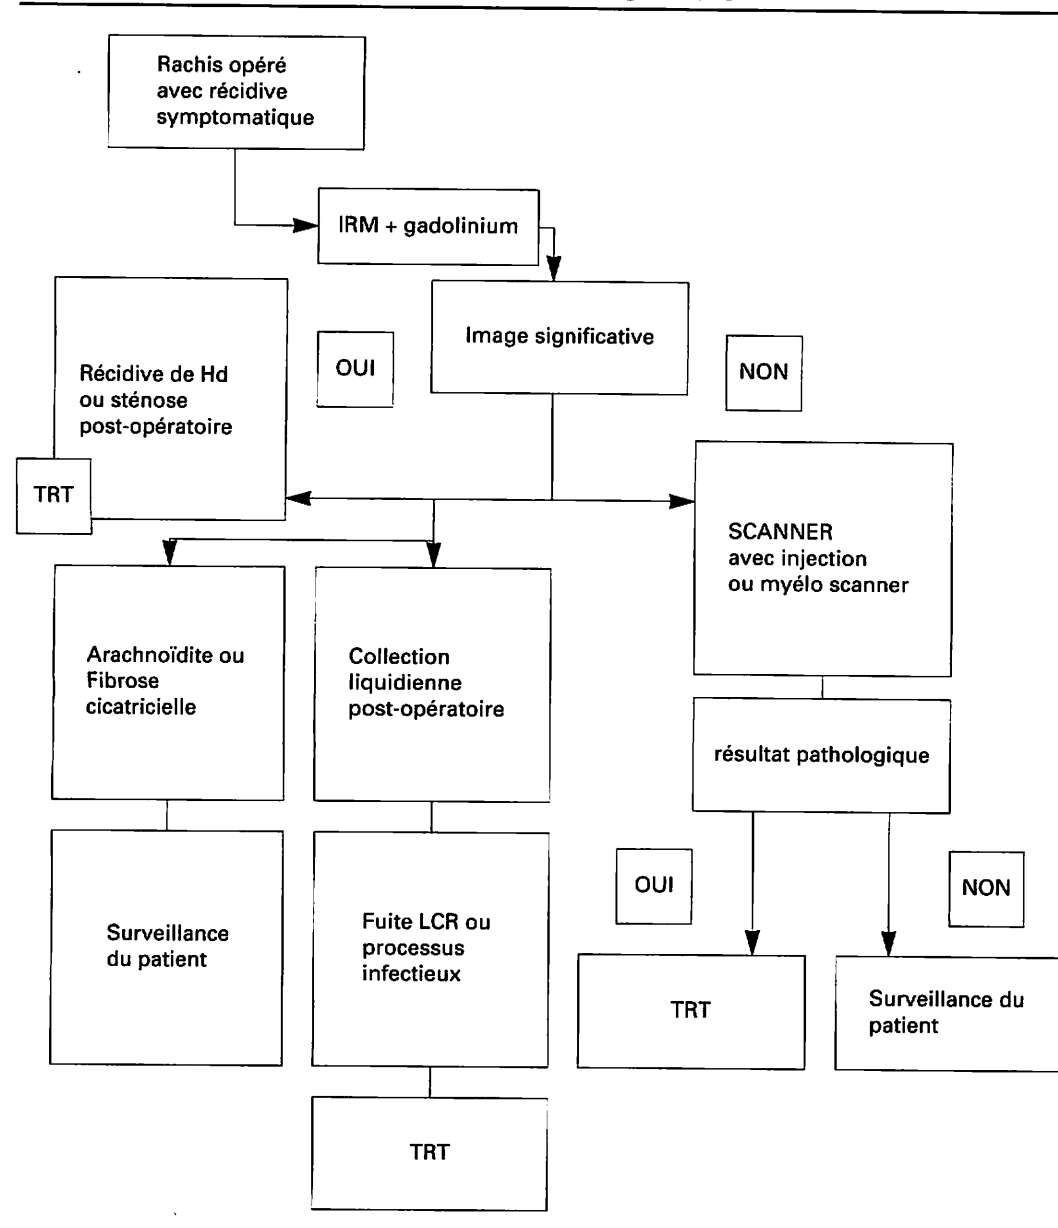 Rachis opéré
avec récidive
symptomatique
IRM + gadolinium
Image significative
OUI
NON
Récidive de Hd
ou sténose
post-opératoire
TRT
SCANNER
avec injection
ou myélo scanner
Arachnoïdite ou
Fibrose
cicatricielle
Collection
liquidienne
post-opératoire
résultat pathologique
OUI
NON
Surveillance
du patient
Fuite LCR ou
processus
infectieux
TRT
Surveillance du
patient
TRT